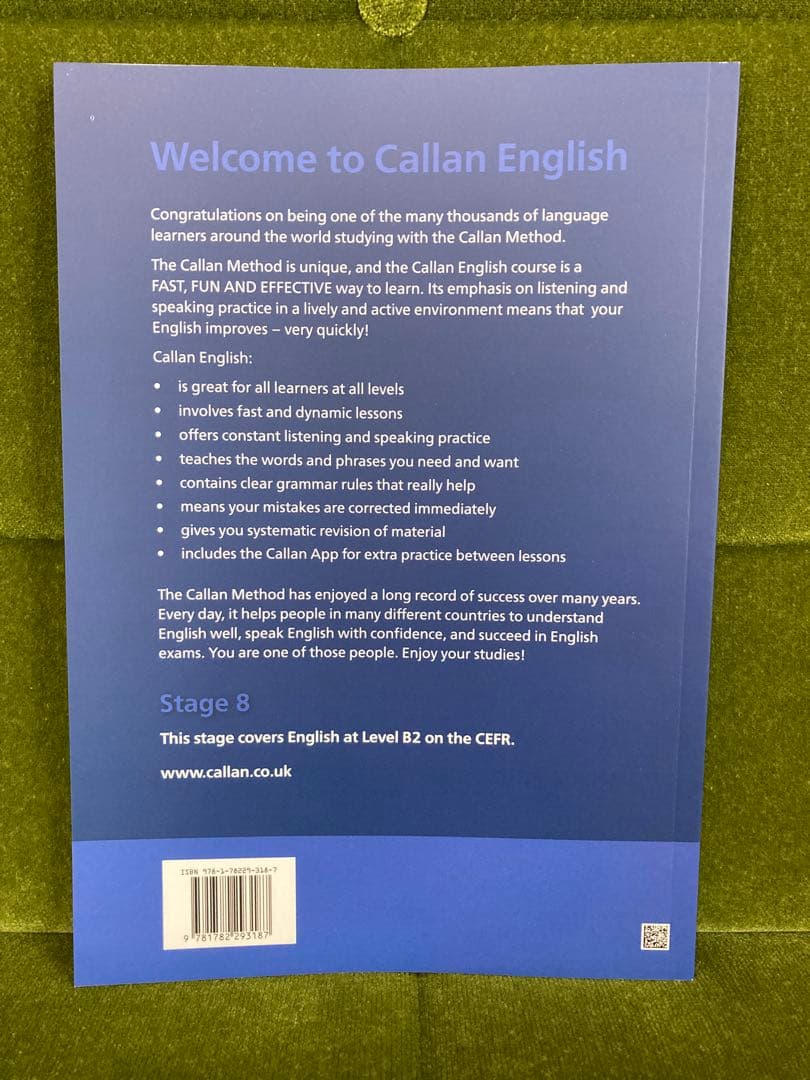 Welcome to Callan English
Congratulations on being one of the many thousands of language
learners around the world studying with the Callan Method.
The Callan Method is unique, and the Callan English course is a
FAST, FUN AND EFFECTIVE way to learn. Its emphasis on listening and
speaking practice in a lively and active environment means that your
English improves – very quickly!
Callan English:
• is great for all learners at all levels
• involves fast and dynamic lessons
• offers constant listening and speaking practice
• teaches the words and phrases you need and want
• contains clear grammar rules that really help
• means your mistakes are corrected immediately
• gives you systematic revision of material
• includes the Callan App for extra practice between lessons
The Callan Method has enjoyed a long record of success over many years.
Every day, it helps people in many different countries to understand
English well, speak English with confidence, and succeed in English
exams. You are one of those people. Enjoy your studies!
Stage 8
This stage covers English at Level B2 on the CEFR.
www.callan.co.uk
ISBN 978-1-78229-318-7
9 781782 293187